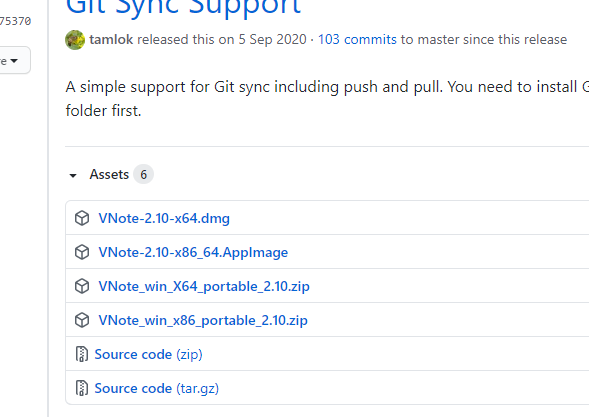 Git Sync Support
75370
tamlok released this on 5 Sep 2020 · 103 commits to master since this release
e
A simple support for Git sync including push and pull. You need to install G
folder first.
Assets 6
VNote-2.10-x64.dmg
VNote-2.10-x86_64.AppImage
VNote_win_X64_portable_2.10.zip
VNote_win_x86_portable_2.10.zip
Source code (zip)
Source code (tar.gz)